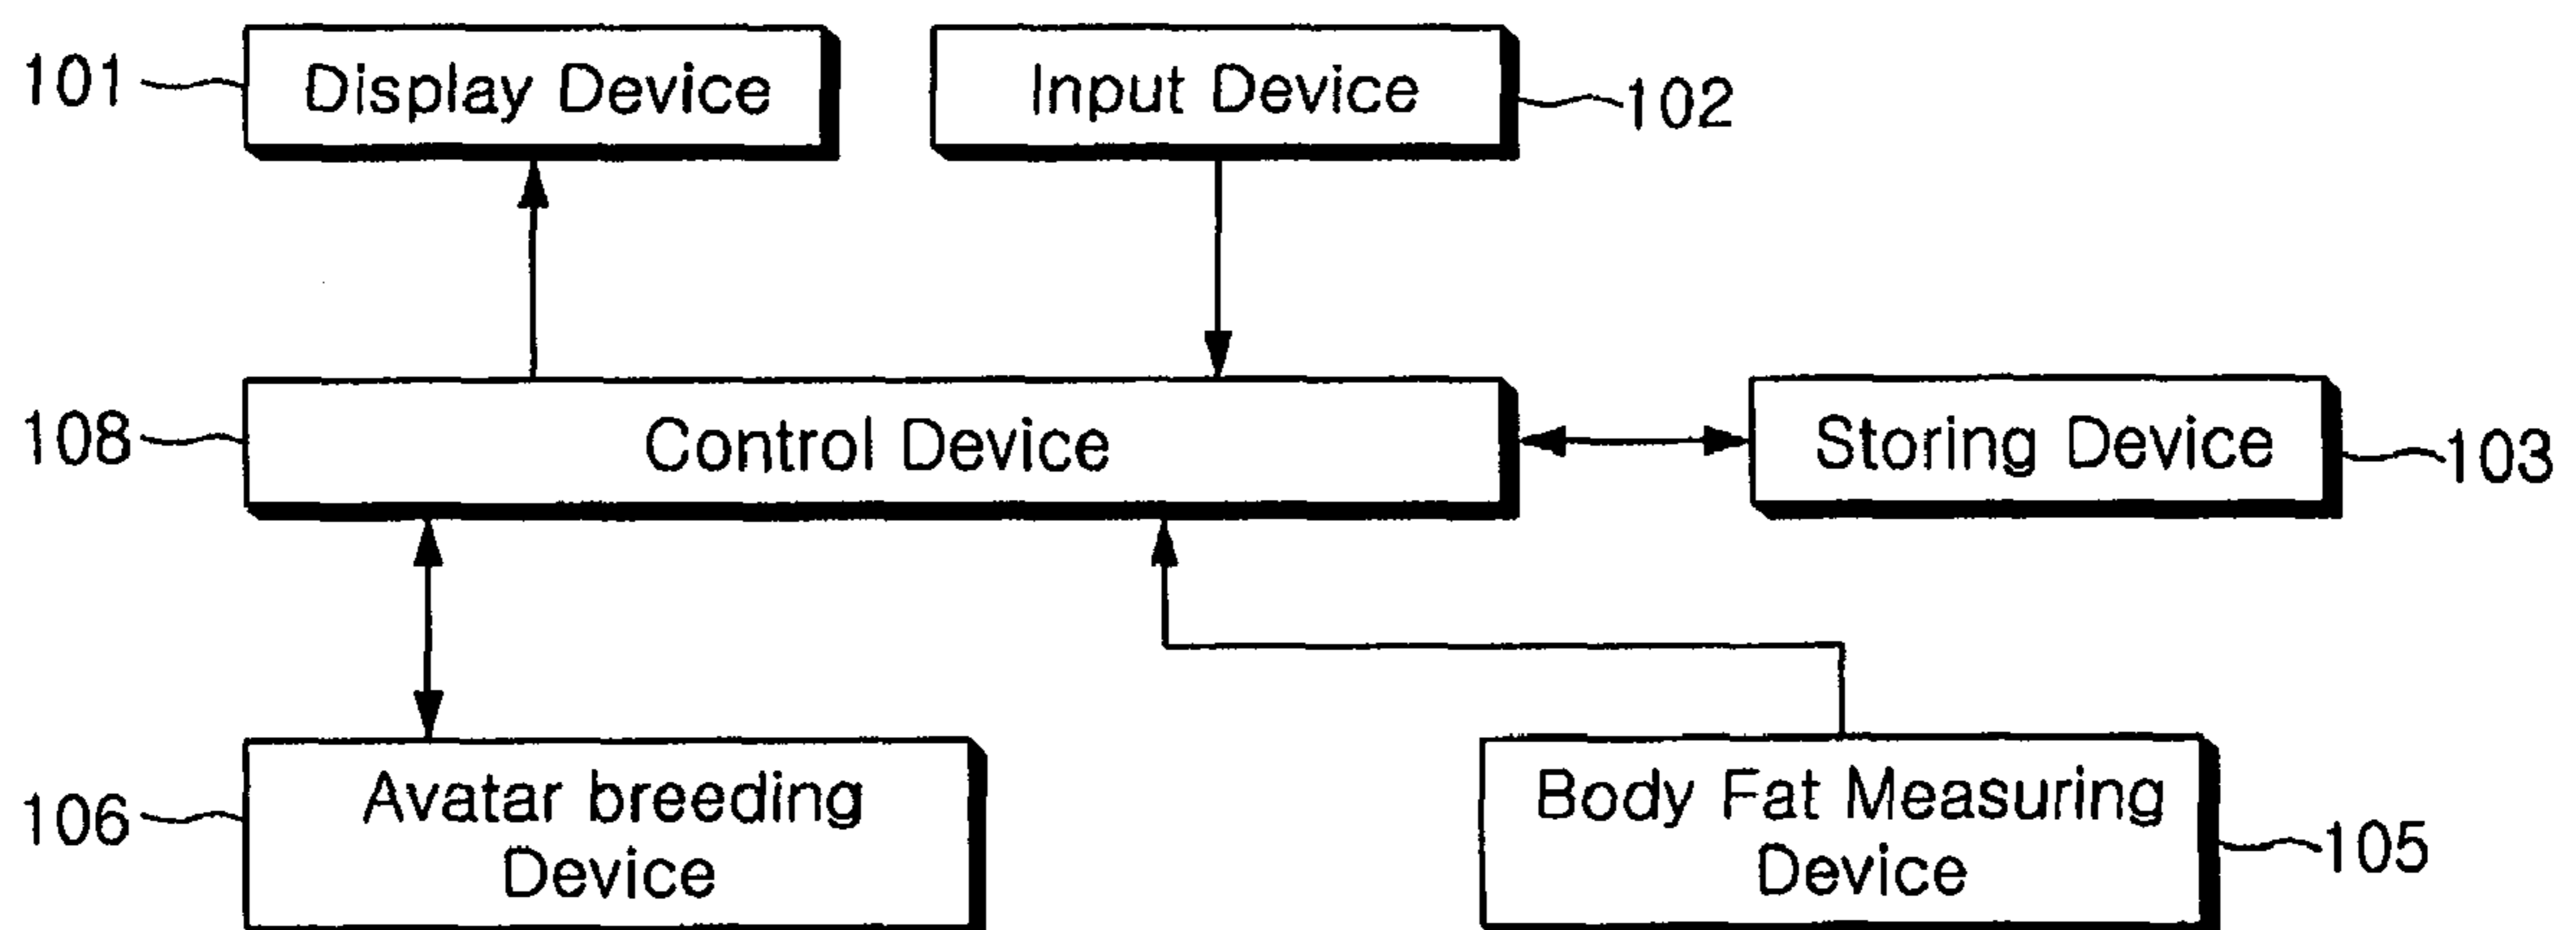 101
Display Device
Input Device
102
108
Control Device
Storing Device
103
106
Avatar breeding
Device
Body Fat Measuring
Device
105